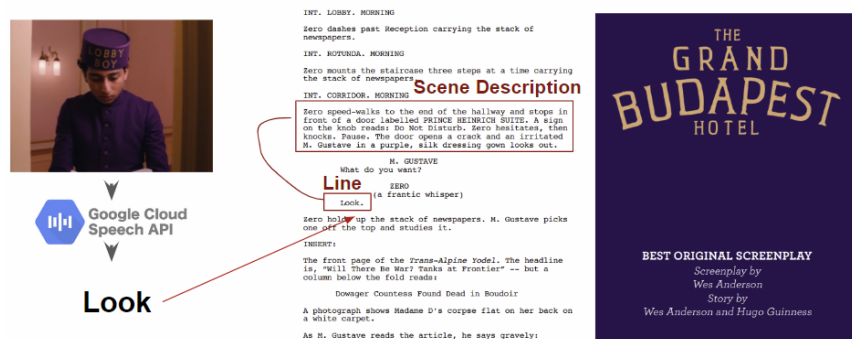 LOBBY
BOY
Google Cloud
Speech API
Look
INT. LOBBY. MORNING
Zero dashes past Reception carrying the stack of
newspapers.
INT. ROTUNDA. MORNING
Zero mounts the staircase three steps at a time carrying
the stack of newspapers.
Scene Description
INT. CORRIDOR. MORNING
Zero speed-walks to the end of the hallway and stops in
front of a door labelled PRINCE HEINRICH SUITE. A sign
on the knob reads: Do Not Disturb. Zero hesitates, then
knocks. Pause. The door opens a crack and an irritated
M. Gustave in a purple, silk dressing gown looks out.
M. GUSTAVE
What do you want?
Line
ZERO
(a frantic whisper)
Look.
Zero holds up the stack of newspapers. M. Gustave picks
one off the top and studies it.
INSERT:
The front page of the Trans-Alpine Yodel. The headline
is, "Will There Be War? Tanks at Frontier" -- but a
column below the fold reads:
Dowager Countess Found Dead in Boudoir
A photograph shows Madame D's corpse flat on her back on
a white carpet.
As M. Gustave reads the article, he says gravely:
THE
GRAND
BUDAPEST
HOTEL
BEST ORIGINAL SCREENPLAY
Screenplay by
Wes Anderson
Story by
Wes Anderson and Hugo Guinness